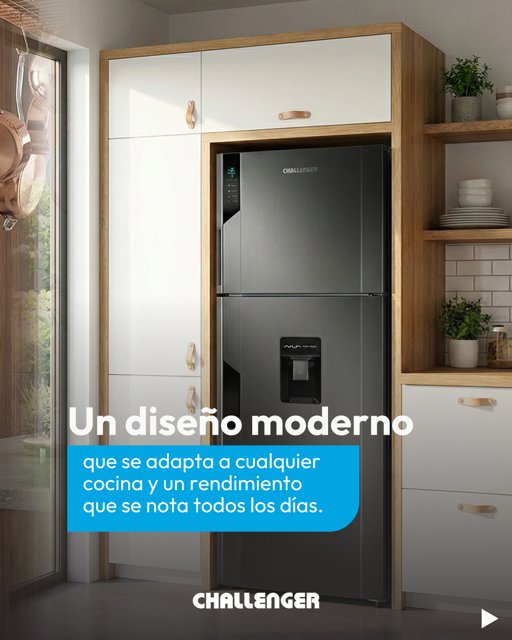 CHALLENGER
Un diseño moderno
que se adapta a cualquier
cocina y un rendimiento
que se nota todos los días.
CHALLENGER